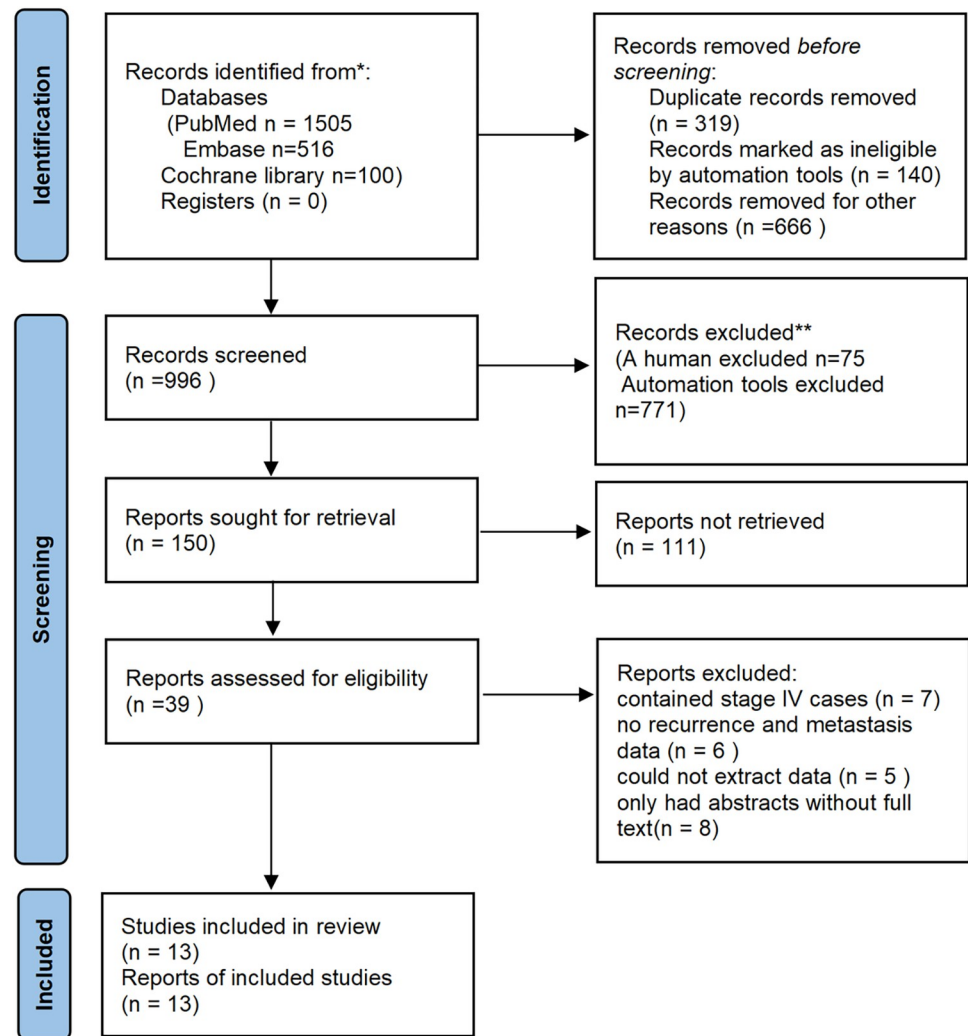 Identification
Records identified from*:
Databases
(PubMed n = 1505
Embase n=516
Cochrane library n=100)
Registers (n = 0)
Records removed before
screening:
Duplicate records removed
(n = 319)
Records marked as ineligible
by automation tools (n = 140)
Records removed for other
reasons (n =666 )
Screening
Records screened
(n =996 )
Records excluded**
(A human excluded n=75
Automation tools excluded
n=771)
Reports sought for retrieval
(n = 150)
Reports not retrieved
(n = 111)
Reports assessed for eligibility
(n =39 )
Reports excluded:
contained stage IV cases (n = 7)
no recurrence and metastasis
data (n = 6 )
could not extract data (n = 5 )
only had abstracts without full
text(n = 8)
Included
Studies included in review
(n = 13)
Reports of included studies
(n = 13)